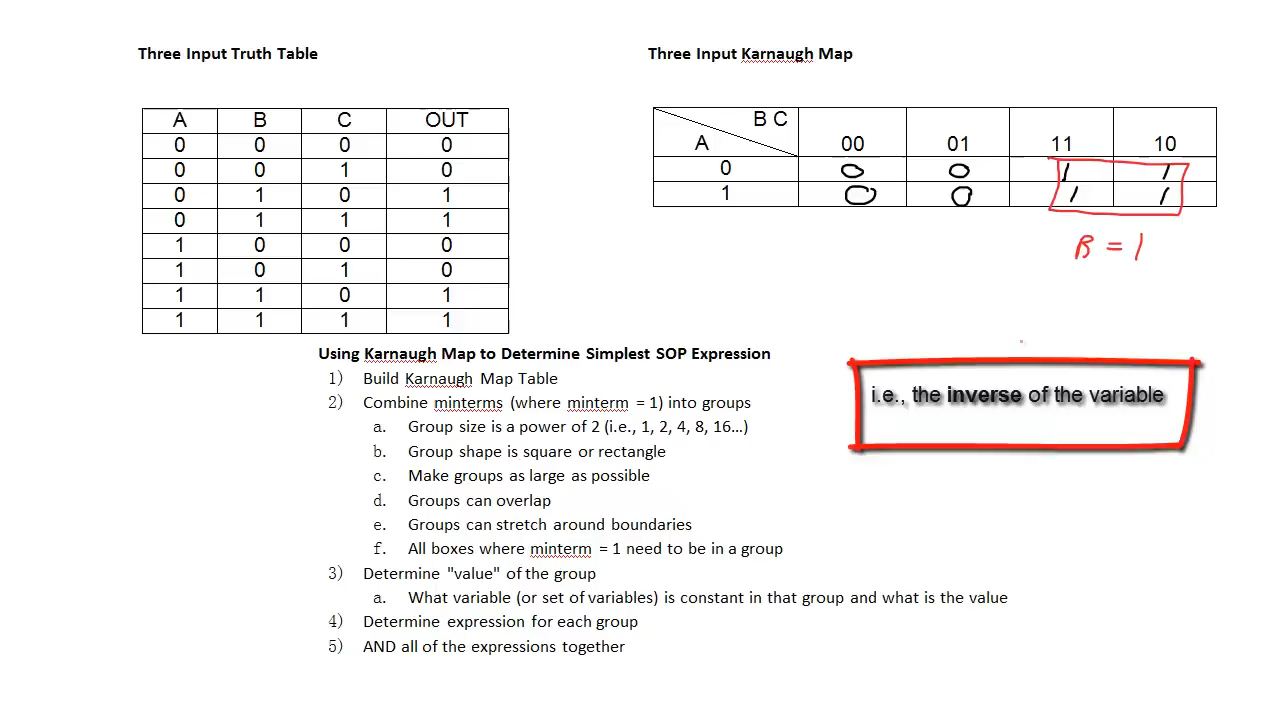 Three Input Truth Table
A B C OUT
0 0 0 0
0 0 1 0
0 1 0 1
0 1 1 1
1 0 0 0
1 0 1 0
1 1 0 1
1 1 1 1
Three Input Karnaugh Map
B C
A 00 01 11 10
0 0 0 1 1
1 0 0 1 1
B = 1
i.e., the inverse of the variable
Using Karnaugh Map to Determine Simplest SOP Expression
1) Build Karnaugh Map Table
2) Combine minterms (where minterm = 1) into groups
a. Group size is a power of 2 (i.e., 1, 2, 4, 8, 16...)
b. Group shape is square or rectangle
c. Make groups as large as possible
d. Groups can overlap
e. Groups can stretch around boundaries
f. All boxes where minterm = 1 need to be in a group
3) Determine "value" of the group
a. What variable (or set of variables) is constant in that group and what is the value
4) Determine expression for each group
5) AND all of the expressions together